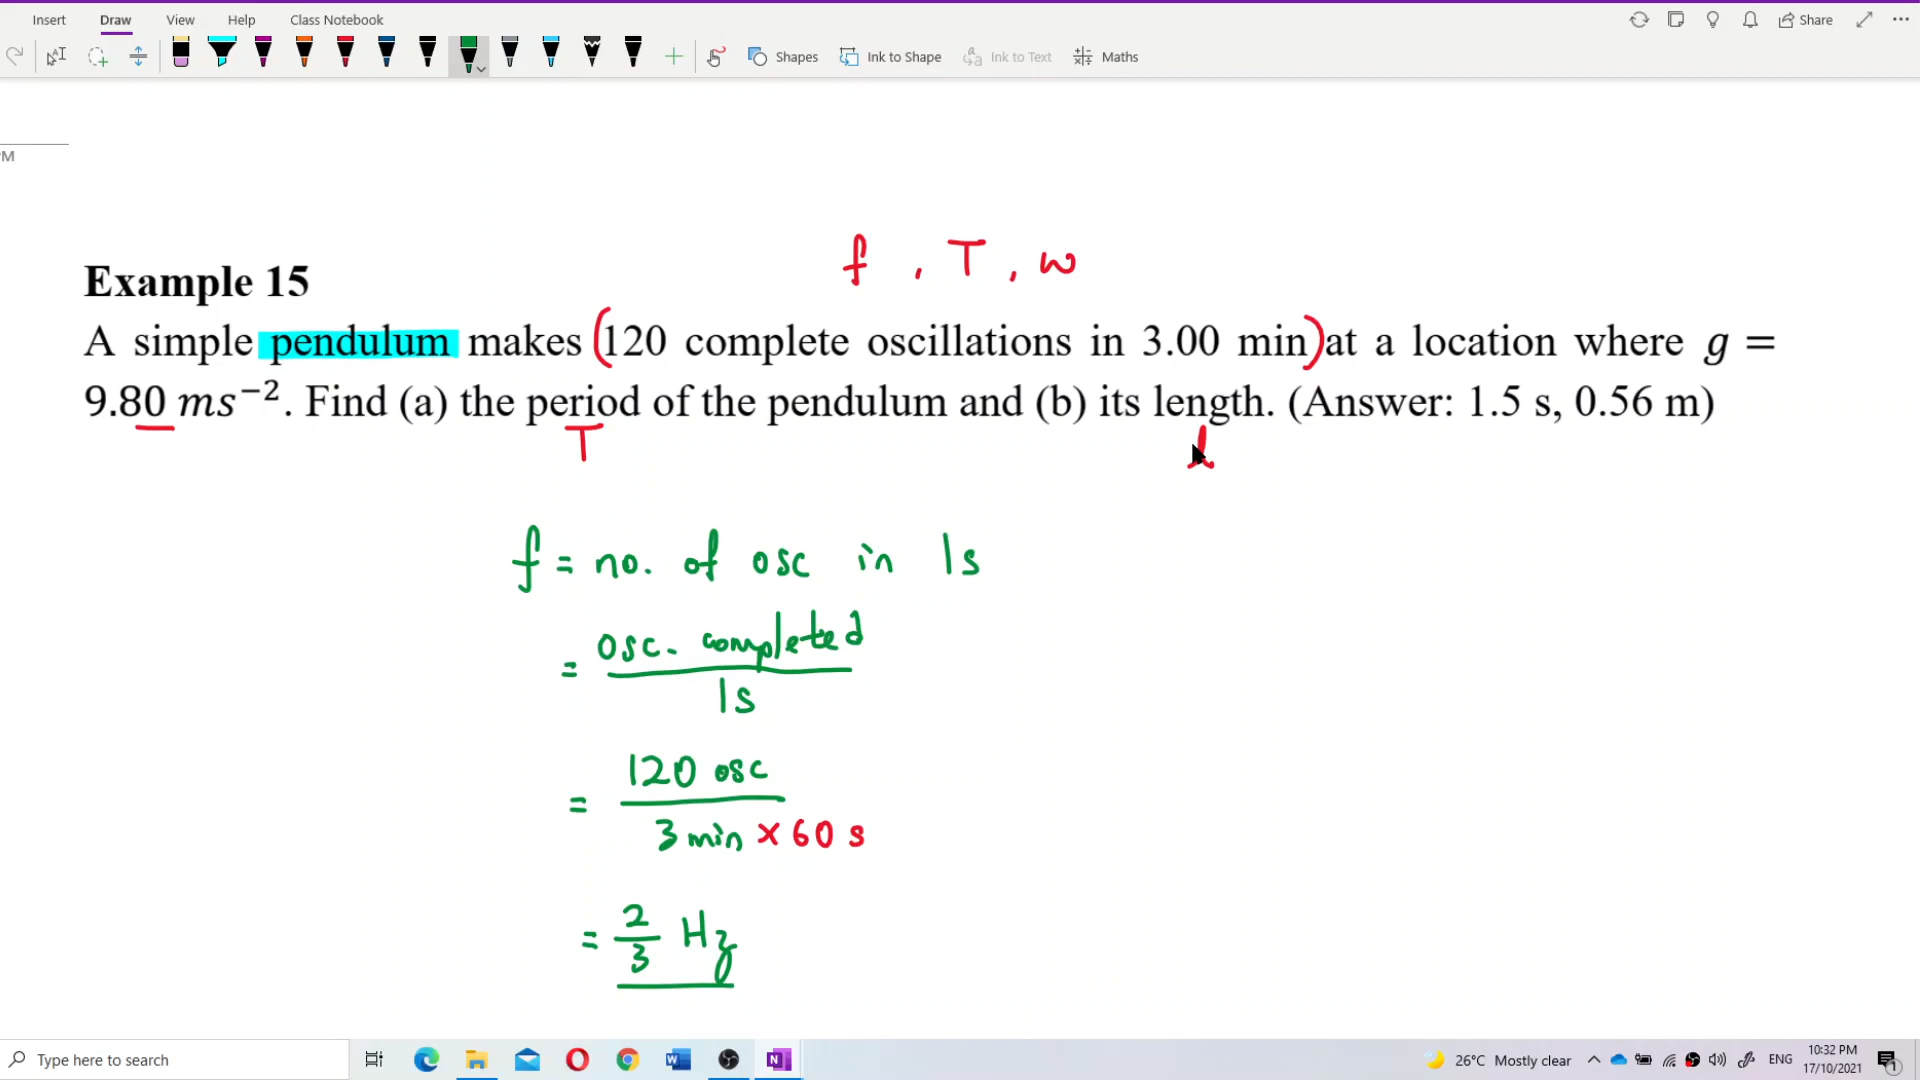 Insert Draw View Help Class Notebook Share
Shapes Ink to Shape Ink to Text Maths
PM
f , T , ω
Example 15
A simple pendulum makes (120 complete oscillations in 3.00 min) at a location where g =
9.80 ms⁻². Find (a) the period of the pendulum and (b) its length. (Answer: 1.5 s, 0.56 m)
T l
f = no. of osc in 1s
= osc. completed
1s
= 120 osc
3 min × 60 s
= 2/3 Hz
Type here to search 26°C Mostly clear ENG 10:32 PM
17/10/2021 1